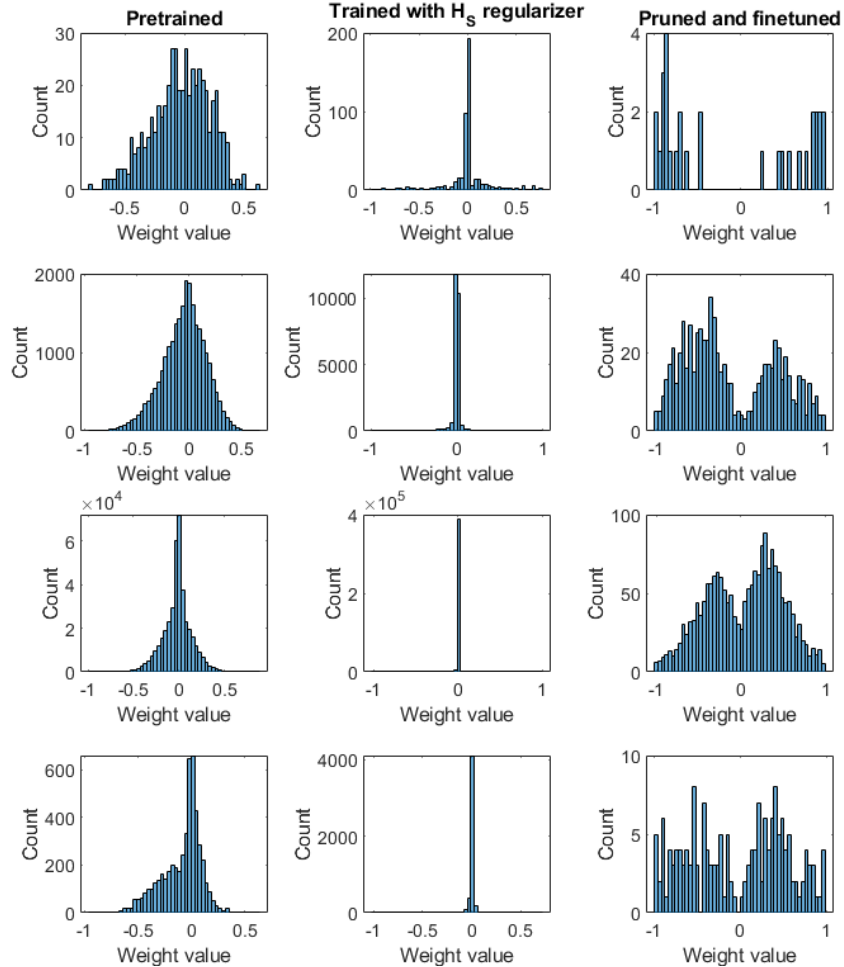 Pretrained
Trained with H_S regularizer
Pruned and finetuned
30
20
10
0
Count
-0.5 0 0.5
Weight value
200
100
0
Count
-1 -0.5 0 0.5
Weight value
4
2
0
Count
-1 0 1
Weight value
2000
1000
0
Count
-1 -0.5 0 0.5
Weight value
10000
5000
0
Count
-1 0 1
Weight value
40
20
0
Count
-1 0 1
Weight value
×10^4
6
4
2
0
Count
-1 -0.5 0 0.5
Weight value
×10^5
4
2
0
Count
-1 0 1
Weight value
100
50
0
Count
-1 0 1
Weight value
600
400
200
0
Count
-1 -0.5 0 0.5
Weight value
4000
2000
0
Count
-1 -0.5 0 0.5
Weight value
10
5
0
Count
-1 0 1
Weight value